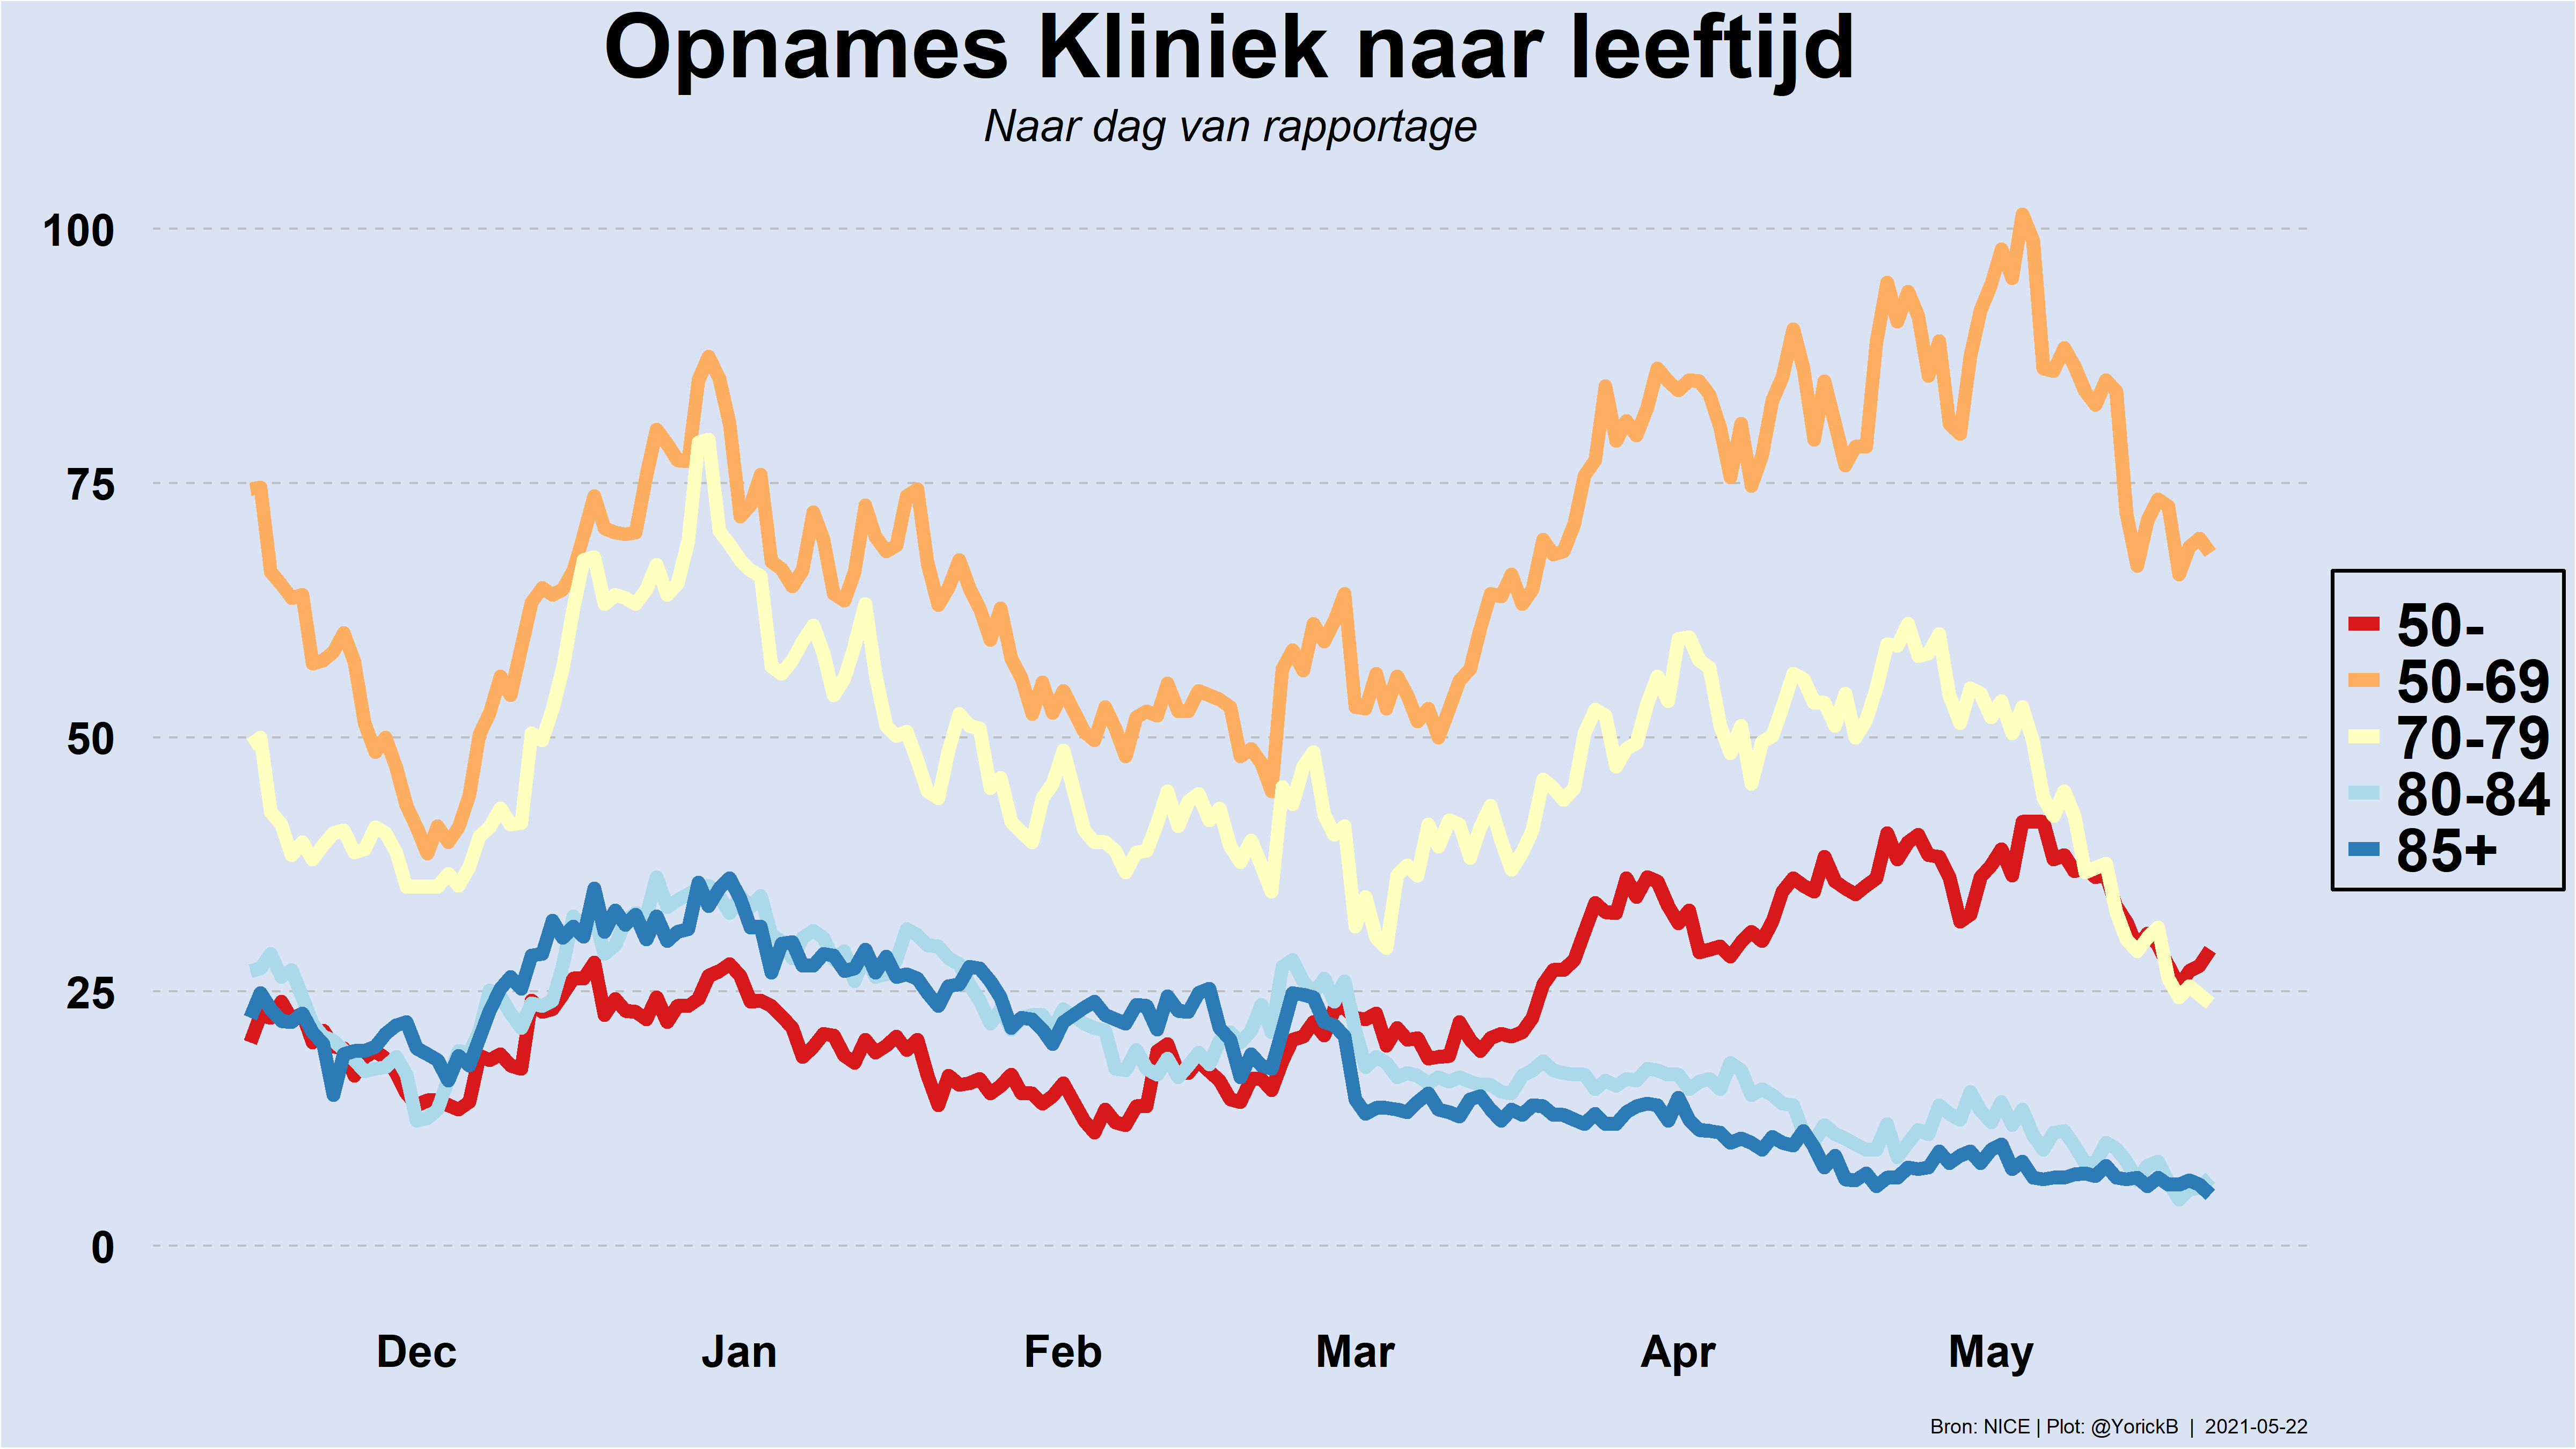 Opnames Kliniek naar leeftijd
Naar dag van rapportage
100
75
50
25
0
Dec Jan Feb Mar Apr May
50-
50-69
70-79
80-84
85+
Bron: NICE | Plot: @YorickB | 2021-05-22